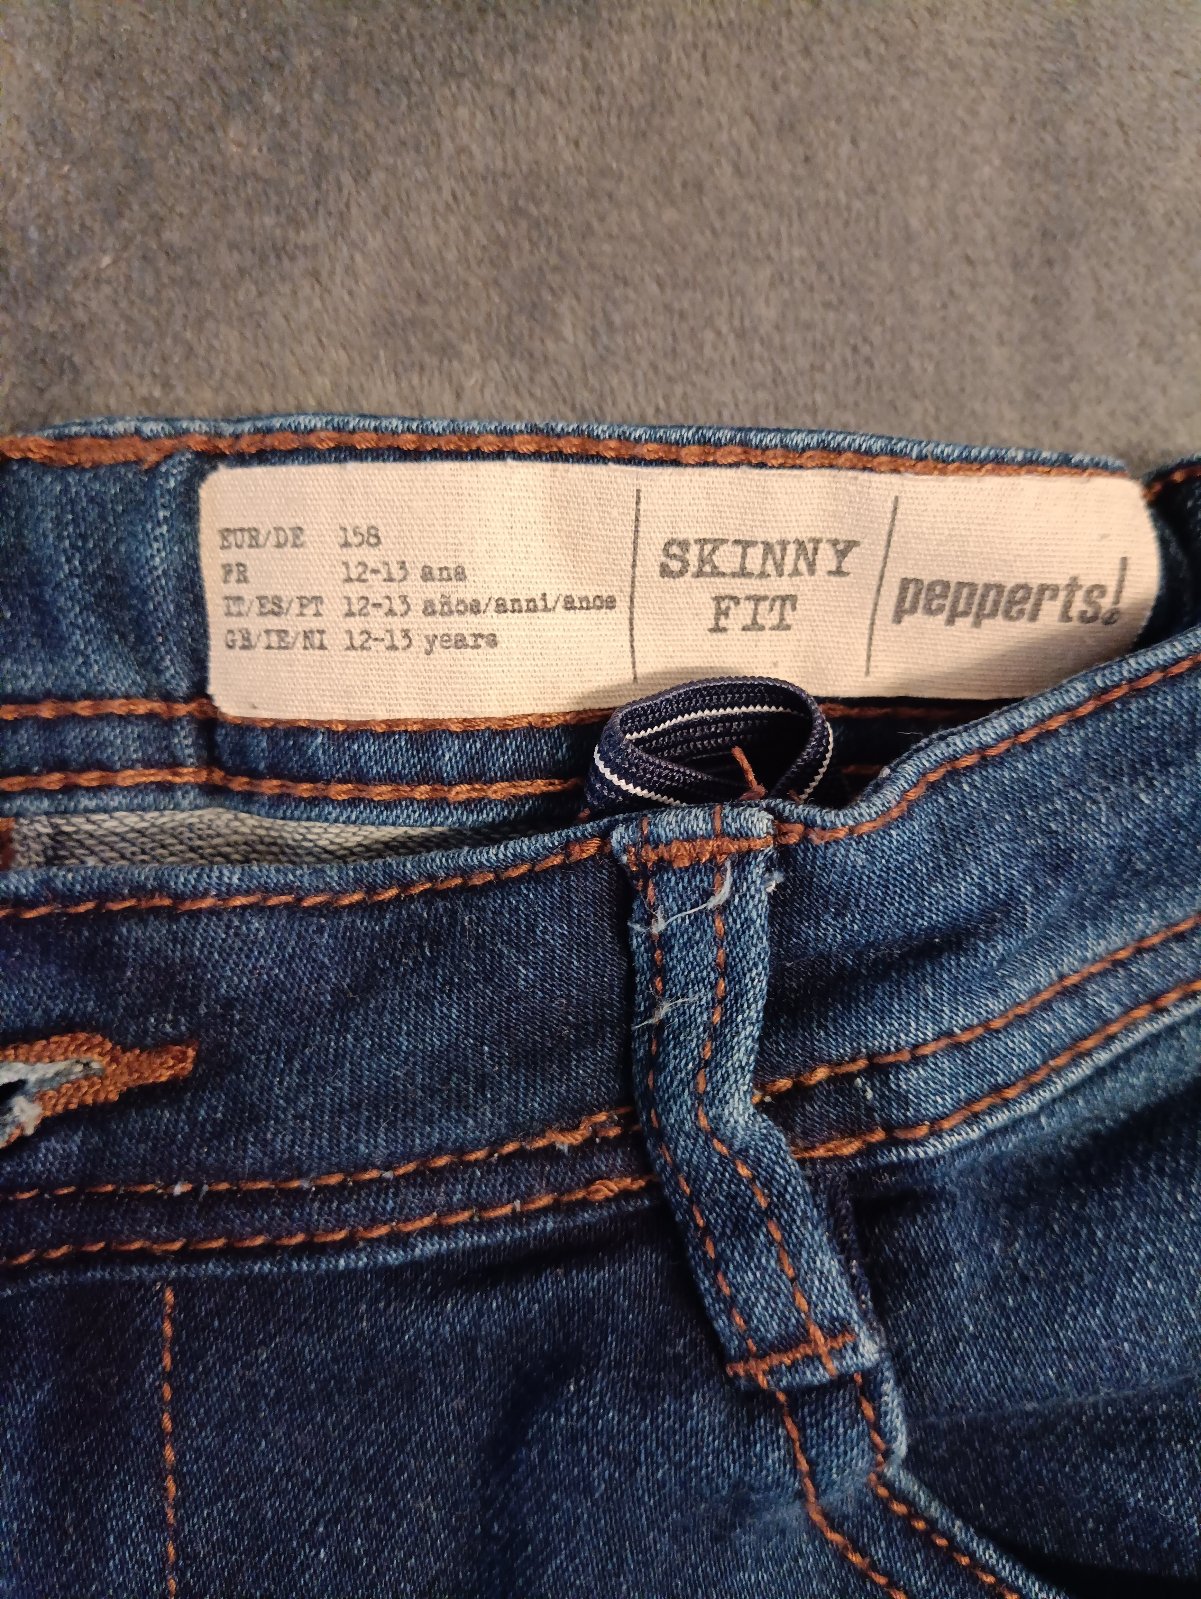 EUR/DE 158
FR 12-13 ans
IT/ES/PT 12-13 años/anni/anos
GB/IE/NI 12-13 years
SKINNY
FIT
pepperts!